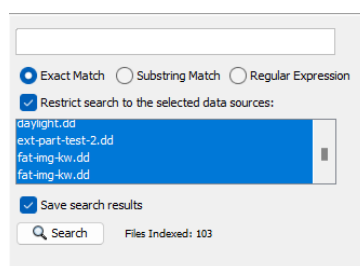 Exact Match Substring Match Regular Expression
Restrict search to the selected data sources:
daylight.dd
ext-part-test-2.dd
fat-img-kw.dd
fat-img-kw.dd
Save search results
Search Files Indexed: 103